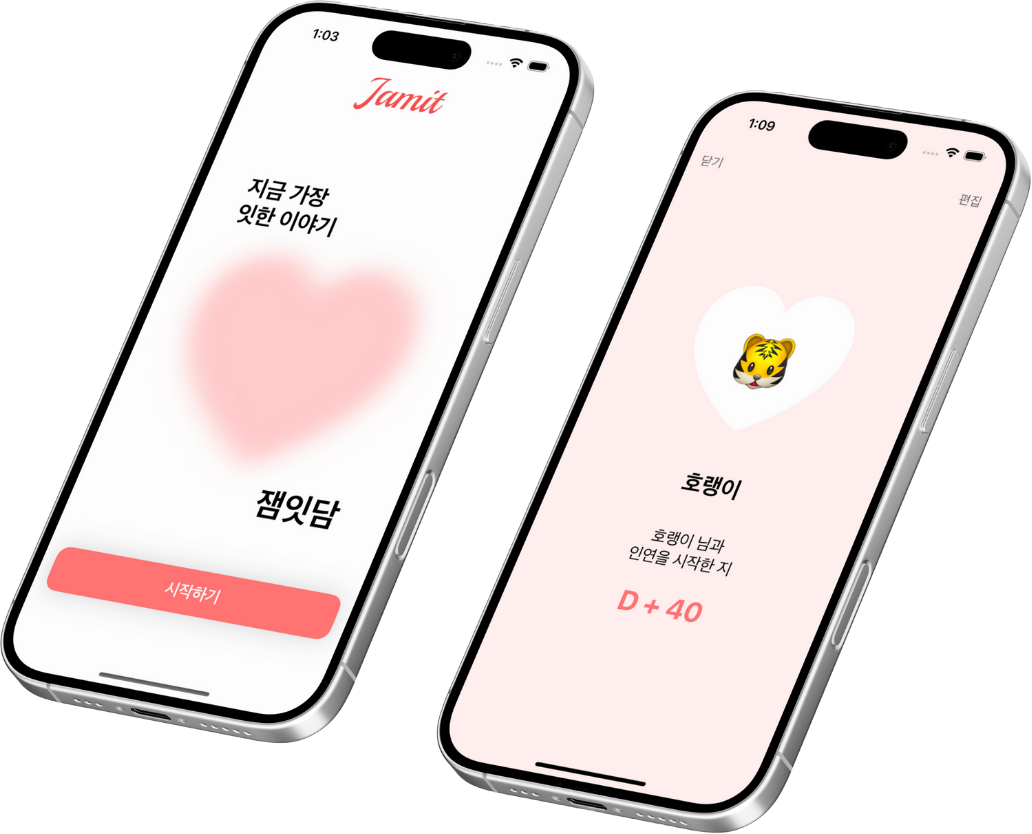 1:03
Jamit
지금 가장
잇한 이야기
잼잇담
시작하기
1:09
닫기
편집
호랭이
호랭이 님과
인연을 시작한 지
D + 40